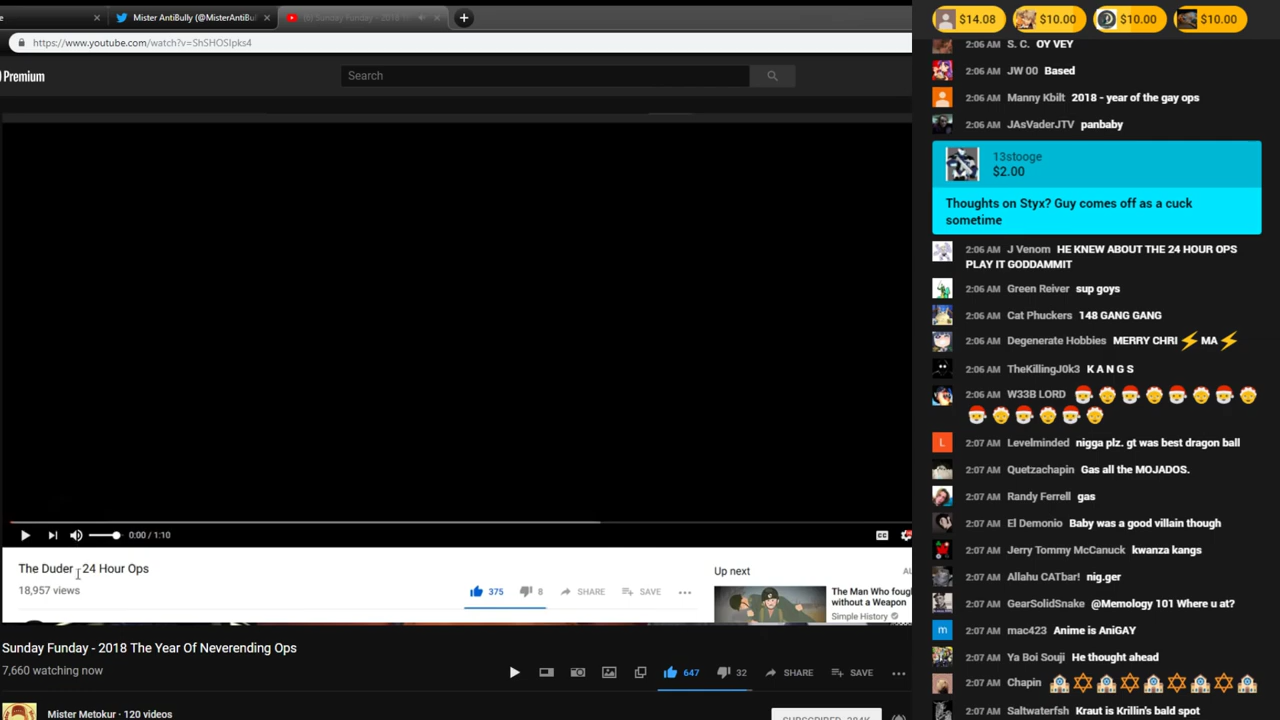 e
×
Mister AntiBully (@MisterAntiBul
×
(6) Sunday Funday - 2018
×
+
https://www.youtube.com/watch?v=ShSHOSIpks4
Premium
Search
0:00 / 1:10
CC
The Duder - 24 Hour Ops
18,957 views
375
8
SHARE
SAVE
Up next
The Man Who foug
without a Weapon
Simple History
Sunday Funday - 2018 The Year Of Neverending Ops
7,660 watching now
647
32
SHARE
SAVE
Mister Metokur · 120 videos
$14.08
$10.00
$10.00
$10.00
2:06 AM S. C. OY VEY
2:06 AM JW 00 Based
2:06 AM Manny Kbilt 2018 - year of the gay ops
2:06 AM JAsVaderJTV panbaby
13stooge
$2.00
Thoughts on Styx? Guy comes off as a cuck
sometime
2:06 AM J Venom HE KNEW ABOUT THE 24 HOUR OPS
PLAY IT GODDAMMIT
2:06 AM Green Reiver sup goys
2:06 AM Cat Phuckers 148 GANG GANG
2:06 AM Degenerate Hobbies MERRY CHRI⚡MA⚡
2:06 AM TheKillingJ0k3 K A N G S
2:06 AM W33B LORD
2:07 AM Levelminded nigga plz. gt was best dragon ball
2:07 AM Quetzachapin Gas all the MOJADOS.
2:07 AM Randy Ferrell gas
2:07 AM El Demonio Baby was a good villain though
2:07 AM Jerry Tommy McCanuck kwanza kangs
2:07 AM Allahu CATbar! nig.ger
2:07 AM GearSolidSnake @Memology 101 Where u at?
2:07 AM mac423 Anime is AniGAY
2:07 AM Ya Boi Souji He thought ahead
2:07 AM Chapin
2:07 AM Saltwaterfsh Kraut is Krillin's bald spot